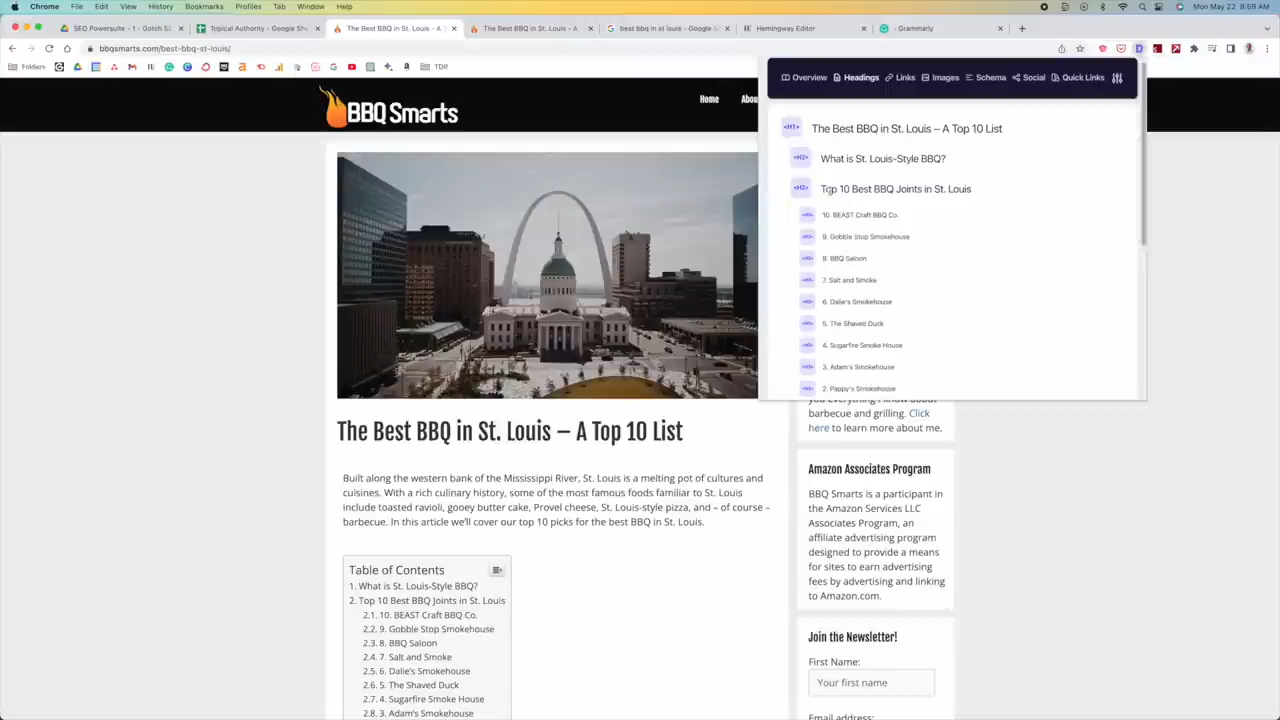 Chrome File Edit View History Bookmarks Profiles Tab Window Help
Mon May 22 8:59 AM
SEO Powersuite – 1 - Gotch SE
Topical Authority - Google She
The Best BBQ in St. Louis - A
The Best BBQ in St. Louis - A
best bbq in st louis - Google D
Hemingway Editor
Grammarly
bbqsmarts.com/best-bbq-st-louis/
Folders
TDR
BBQ Smarts
Home
Abou
Overview Headings Links Images Schema Social Quick Links
<H1> The Best BBQ in St. Louis – A Top 10 List
<H2> What is St. Louis-Style BBQ?
<H2> Top 10 Best BBQ Joints in St. Louis
<H3> 10. BEAST Craft BBQ Co.
<H3> 9. Gobble Stop Smokehouse
<H3> 8. BBQ Saloon
<H3> 7. Salt and Smoke
<H3> 6. Dalie's Smokehouse
<H3> 5. The Shaved Duck
<H3> 4. Sugarfire Smoke House
<H3> 3. Adam's Smokehouse
<H3> 2. Pappy's Smokehouse
The Best BBQ in St. Louis – A Top 10 List
Built along the western bank of the Mississippi River, St. Louis is a melting pot of cultures and
cuisines. With a rich culinary history, some of the most famous foods familiar to St. Louis
include toasted ravioli, gooey butter cake, Provel cheese, St. Louis-style pizza, and – of course –
barbecue. In this article we'll cover our top 10 picks for the best BBQ in St. Louis.
Table of Contents
1. What is St. Louis-Style BBQ?
2. Top 10 Best BBQ Joints in St. Louis
2.1. 10. BEAST Craft BBQ Co.
2.2. 9. Gobble Stop Smokehouse
2.3. 8. BBQ Saloon
2.4. 7. Salt and Smoke
2.5. 6. Dalie's Smokehouse
2.6. 5. The Shaved Duck
2.7. 4. Sugarfire Smoke House
2.8. 3. Adam's Smokehouse
you everything I know about
barbecue and grilling. Click
here to learn more about me.
Amazon Associates Program
BBQ Smarts is a participant in
the Amazon Services LLC
Associates Program, an
affiliate advertising program
designed to provide a means
for sites to earn advertising
fees by advertising and linking
to Amazon.com.
Join the Newsletter!
First Name:
Your first name
Email address: